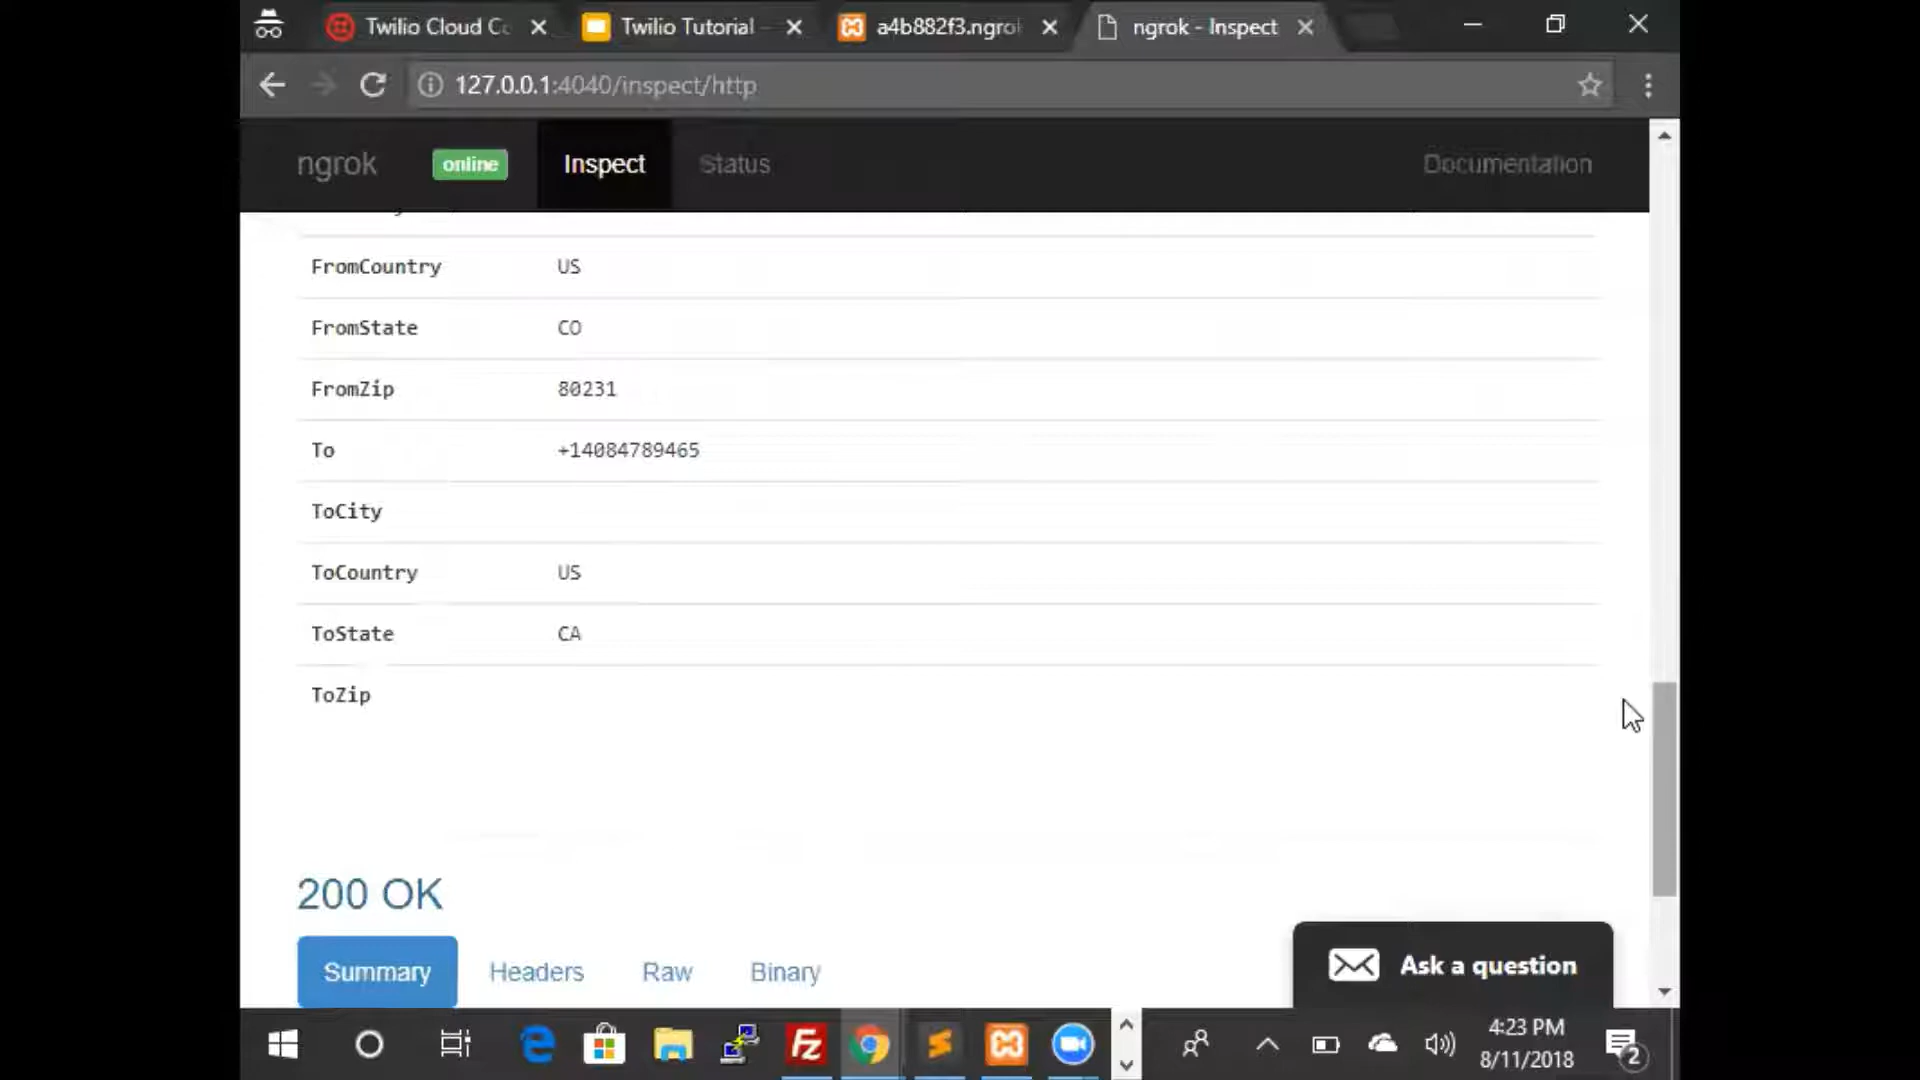 Twilio Cloud Co
Twilio Tutorial -
a4b882f3.ngrok
ngrok - Inspect
127.0.0.1:4040/inspect/http
ngrok
online
Inspect
Status
Documentation
FromCountry US
FromState CO
FromZip 80231
To +14084789465
ToCity
ToCountry US
ToState CA
ToZip
200 OK
Summary
Headers
Raw
Binary
Ask a question
4:23 PM
8/11/2018
2